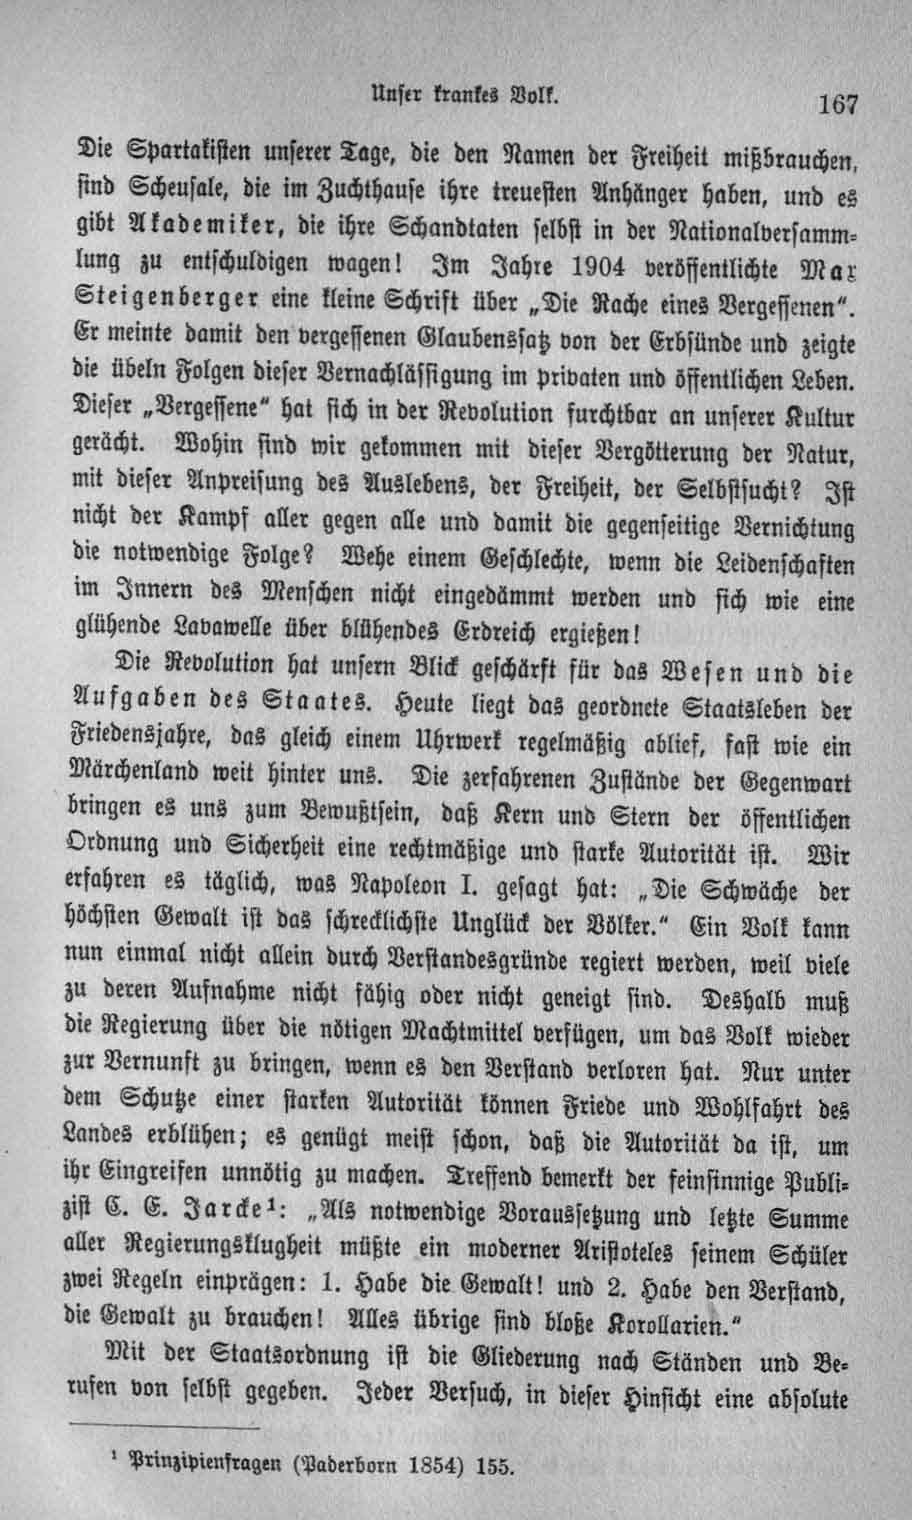 Unser krankes Volk.
167
Die Spartakisten unserer Tage, die den Namen der Freiheit mißbrauchen,
sind Scheusale, die im Zuchthause ihre treuesten Anhänger haben, und es
gibt Akademiker, die ihre Schandtaten selbst in der Nationalversamm-
lung zu entschuldigen wagen! Im Jahre 1904 veröffentlichte Max
Steigenberger eine kleine Schrift über „Die Rache eines Vergessenen“.
Er meinte damit den vergessenen Glaubenssatz von der Erbsünde und zeigte
die übeln Folgen dieser Vernachlässigung im privaten und öffentlichen Leben.
Dieser „Vergessene“ hat sich in der Revolution furchtbar an unserer Kultur
gerächt. Wohin sind wir gekommen mit dieser Vergötterung der Natur,
mit dieser Anpreisung des Auslebens, der Freiheit, der Selbstsucht? Ist
nicht der Kampf aller gegen alle und damit die gegenseitige Vernichtung
die notwendige Folge? Wehe einem Geschlechte, wenn die Leidenschaften
im Innern des Menschen nicht eingedämmt werden und sich wie eine
glühende Lavawelle über blühendes Erdreich ergießen!
Die Revolution hat unsern Blick geschärft für das Wesen und die
Aufgaben des Staates. Heute liegt das geordnete Staatsleben der
Friedensjahre, das gleich einem Uhrwerk regelmäßig ablief, fast wie ein
Märchenland weit hinter uns. Die zerfahrenen Zustände der Gegenwart
bringen es uns zum Bewußtsein, daß Kern und Stern der öffentlichen
Ordnung und Sicherheit eine rechtmäßige und starke Autorität ist. Wir
erfahren es täglich, was Napoleon I. gesagt hat: „Die Schwäche der
höchsten Gewalt ist das schrecklichste Unglück der Völker.“ Ein Volk kann
nun einmal nicht allein durch Verstandesgründe regiert werden, weil viele
zu deren Aufnahme nicht fähig oder nicht geneigt sind. Deshalb muß
die Regierung über die nötigen Machtmittel verfügen, um das Volk wieder
zur Vernunft zu bringen, wenn es den Verstand verloren hat. Nur unter
dem Schutze einer starken Autorität können Friede und Wohlfahrt des
Landes erblühen; es genügt meist schon, daß die Autorität da ist, um
ihr Eingreifen unnötig zu machen. Treffend bemerkt der feinsinnige Publi-
zist C. E. Jarcke¹: „Als notwendige Voraussetzung und letzte Summe
aller Regierungsklugheit müßte ein moderner Aristoteles seinem Schüler
zwei Regeln einprägen: 1. Habe die Gewalt! und 2. Habe den Verstand,
die Gewalt zu brauchen! Alles übrige sind bloße Korollarien.“
Mit der Staatsordnung ist die Gliederung nach Ständen und Be-
rufen von selbst gegeben. Jeder Versuch, in dieser Hinsicht eine absolute
¹ Prinzipienfragen (Paderborn 1854) 155.